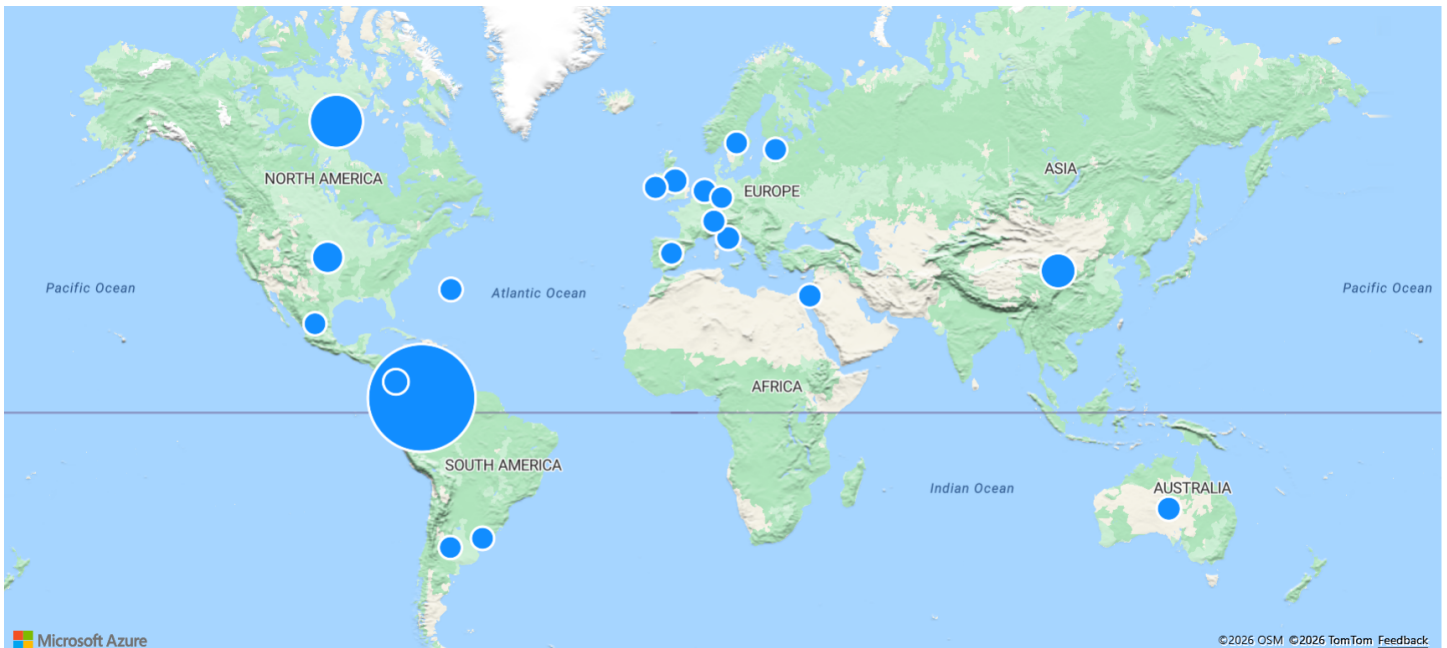 NORTH AMERICA
ASIA
EUROPE
Pacific Ocean
Atlantic Ocean
Pacific Ocean
AFRICA
SOUTH AMERICA
Indian Ocean
AUSTRALIA
Microsoft Azure
©2026 OSM ©2026 TomTom Feedback